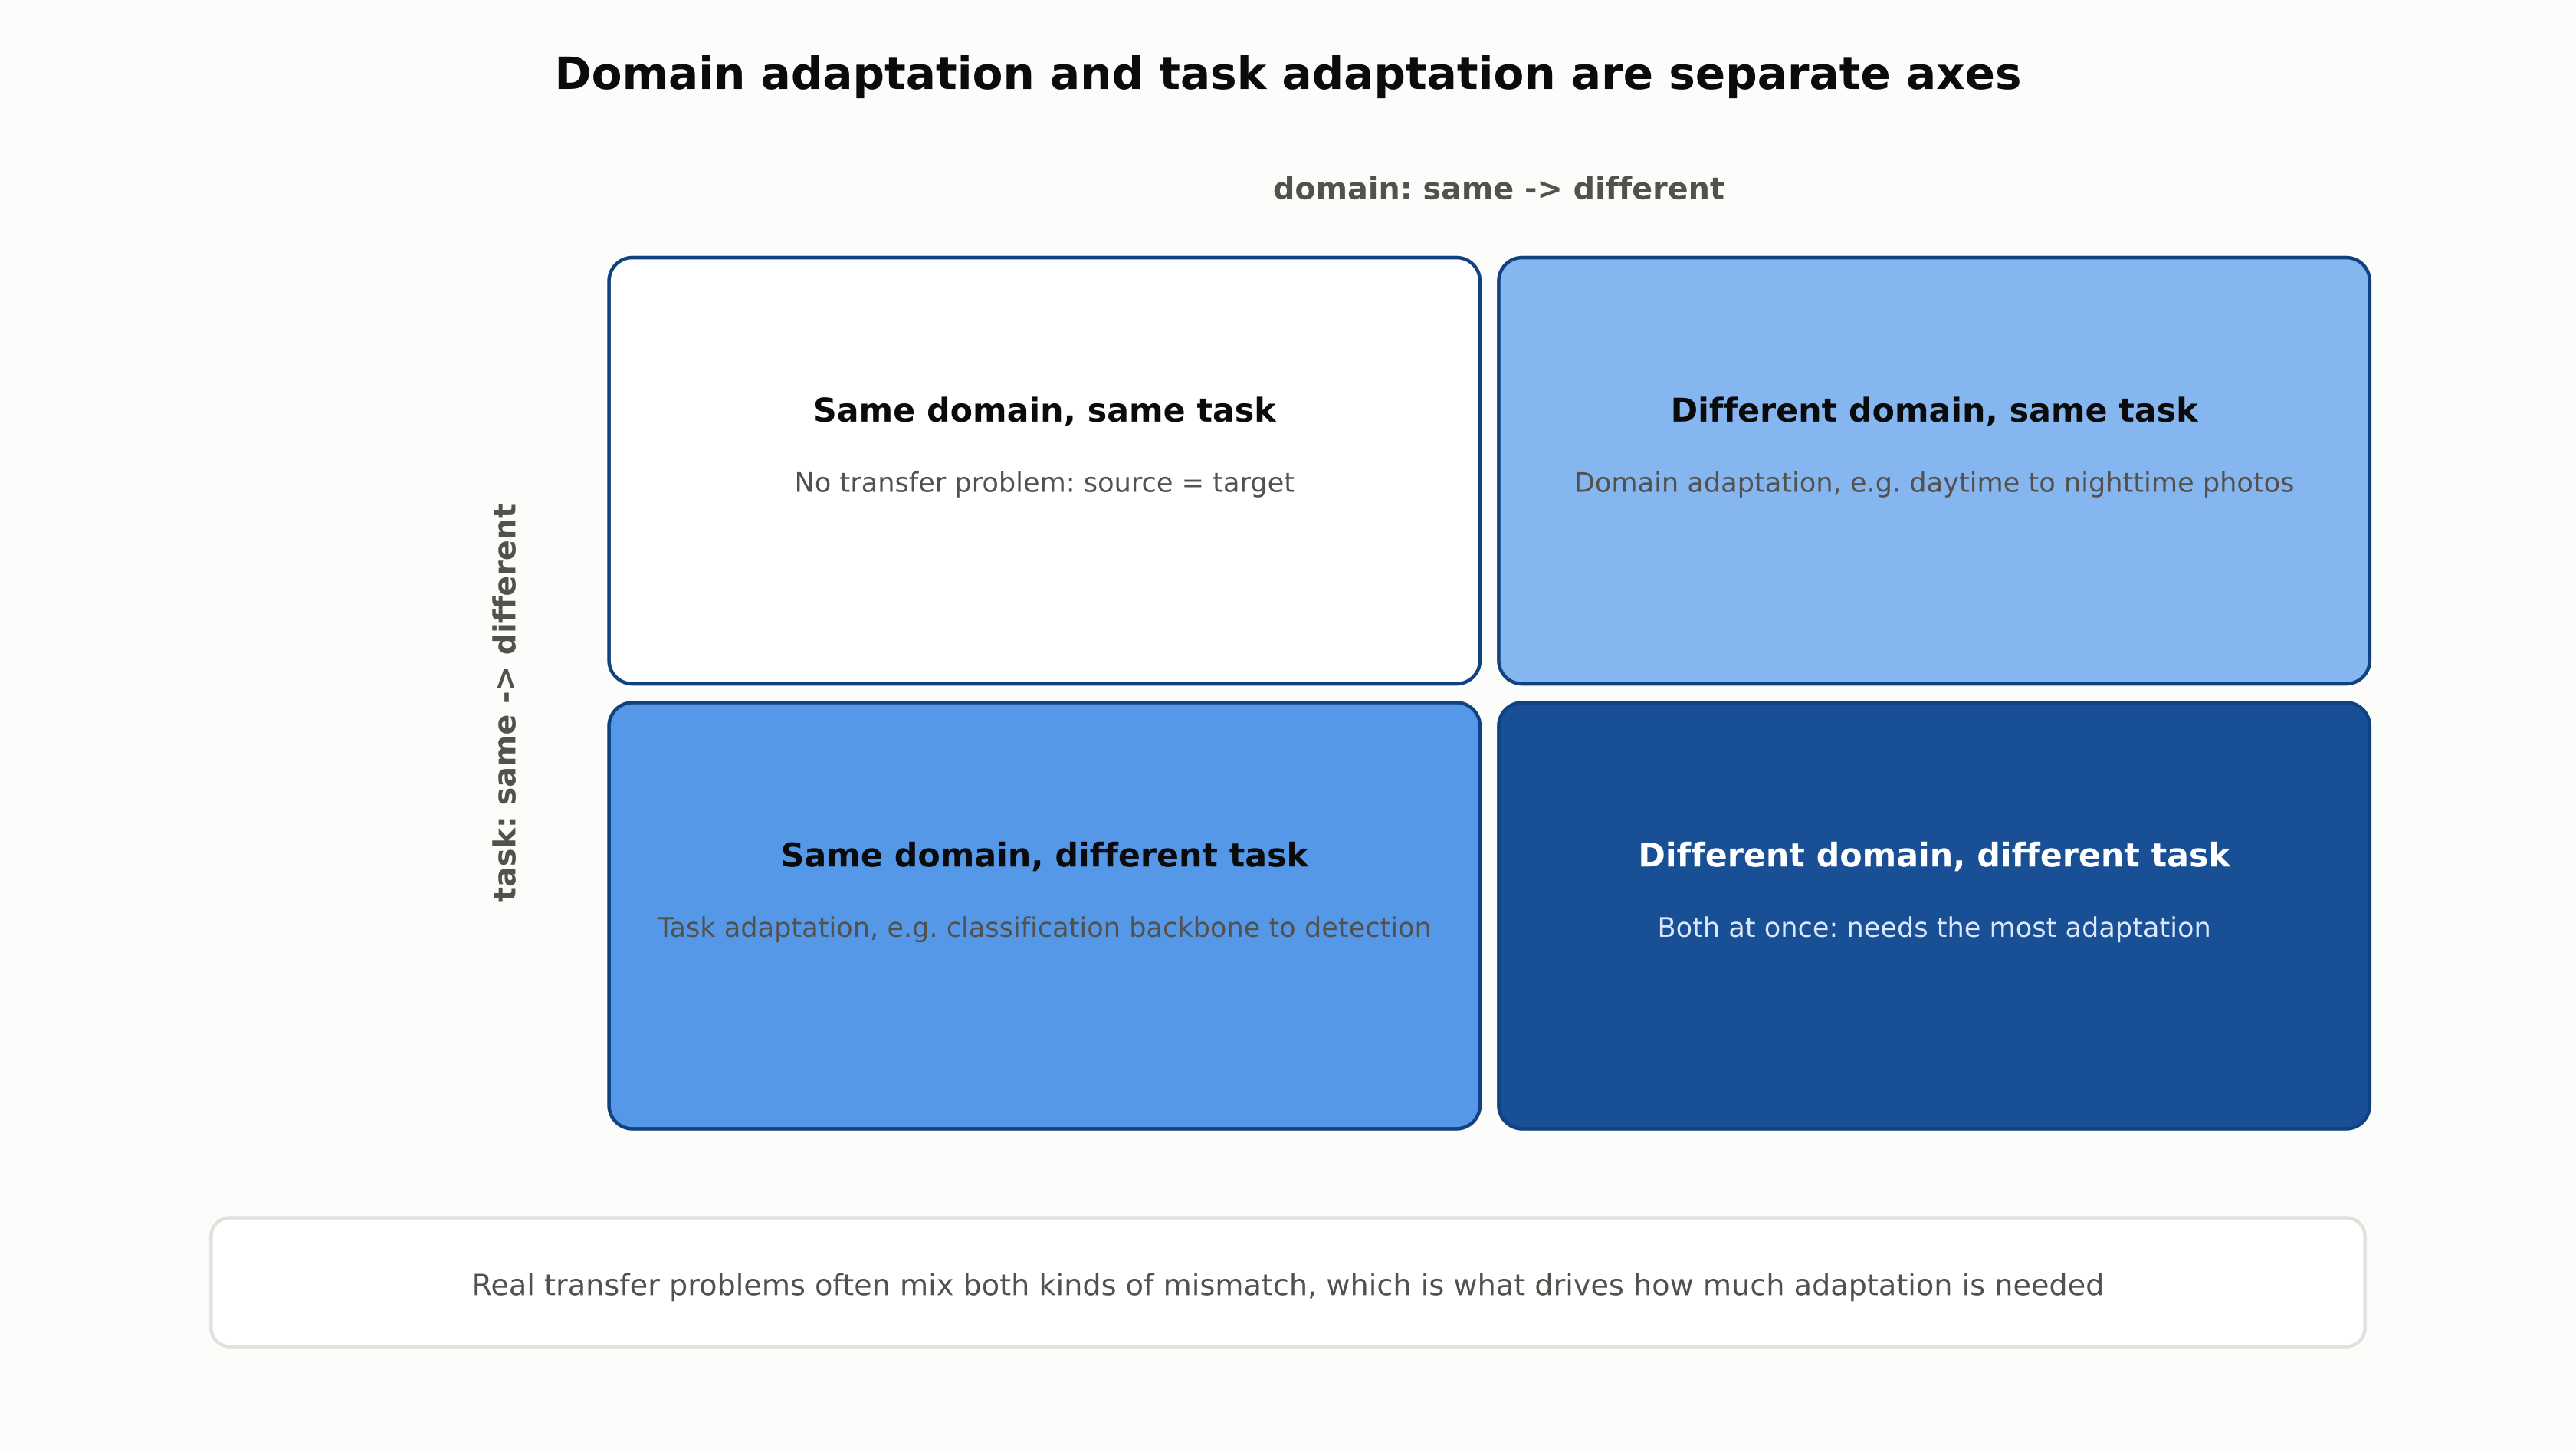 Domain adaptation and task adaptation are separate axes
domain: same -> different
task: same -> different
Same domain, same task
No transfer problem: source = target
Different domain, same task
Domain adaptation, e.g. daytime to nighttime photos
Same domain, different task
Task adaptation, e.g. classification backbone to detection
Different domain, different task
Both at once: needs the most adaptation
Real transfer problems often mix both kinds of mismatch, which is what drives how much adaptation is needed